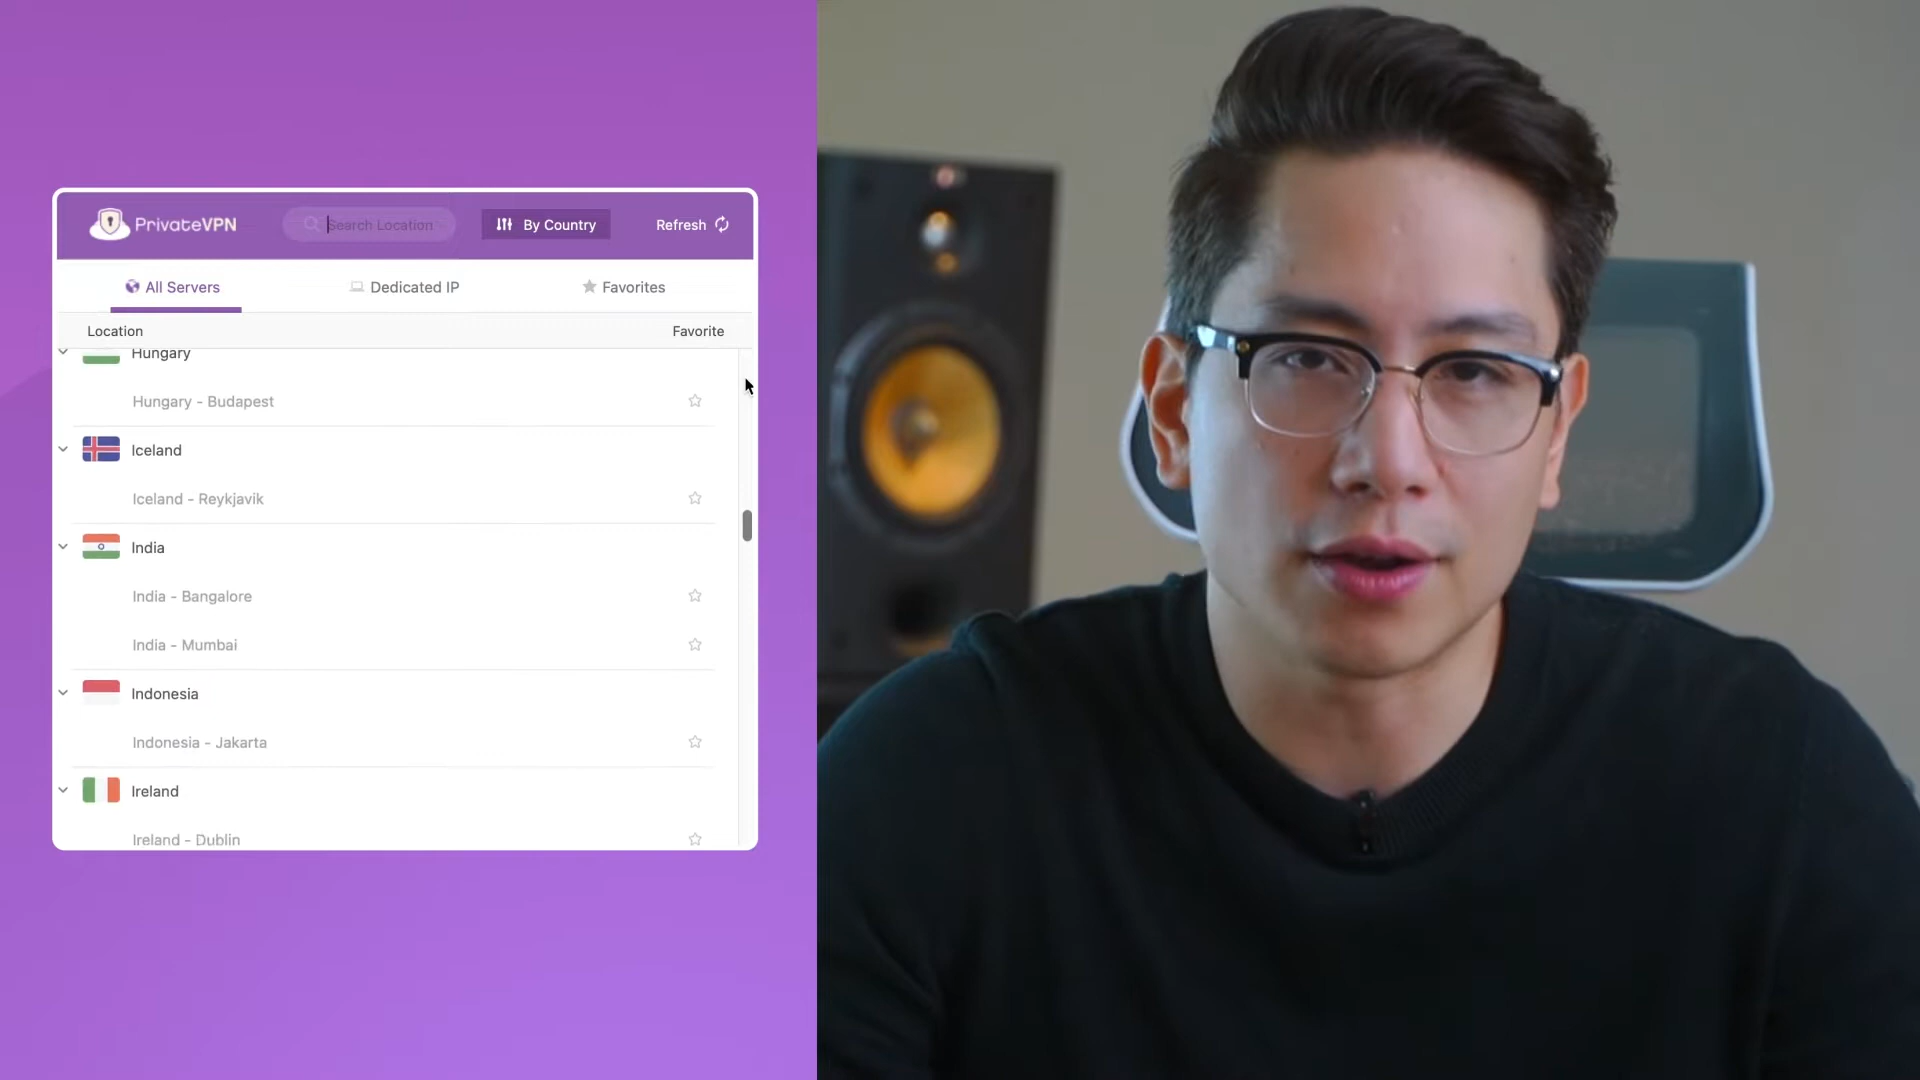 PrivateVPN
Search Location
By Country
Refresh
All Servers
Dedicated IP
Favorites
Location
Favorite
Hungary
Hungary - Budapest
Iceland
Iceland - Reykjavik
India
India - Bangalore
India - Mumbai
Indonesia
Indonesia - Jakarta
Ireland
Ireland - Dublin